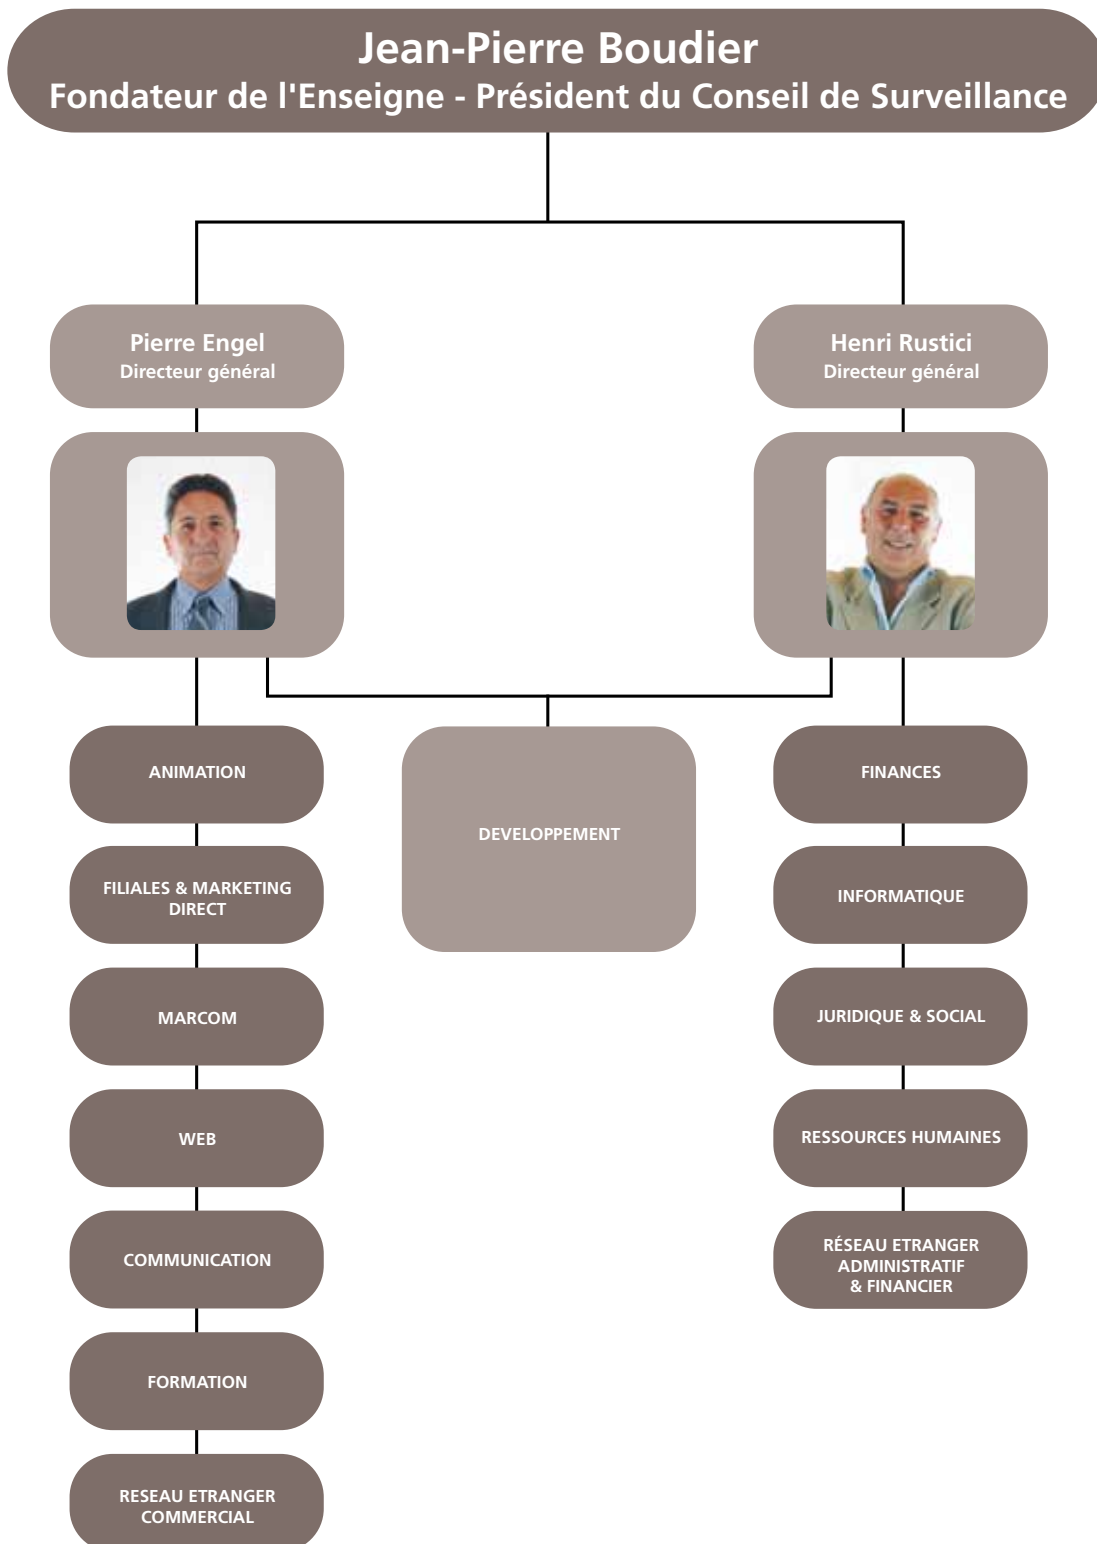 Jean-Pierre Boudier
Fondateur de l'Enseigne - Président du Conseil de Surveillance
Pierre Engel
Directeur général
Henri Rustici
Directeur général
ANIMATION
FILIALES & MARKETING
DIRECT
MARCOM
WEB
COMMUNICATION
FORMATION
RESEAU ETRANGER
COMMERCIAL
DEVELOPPEMENT
FINANCES
INFORMATIQUE
JURIDIQUE & SOCIAL
RESSOURCES HUMAINES
RÉSEAU ETRANGER
ADMINISTRATIF
& FINANCIER